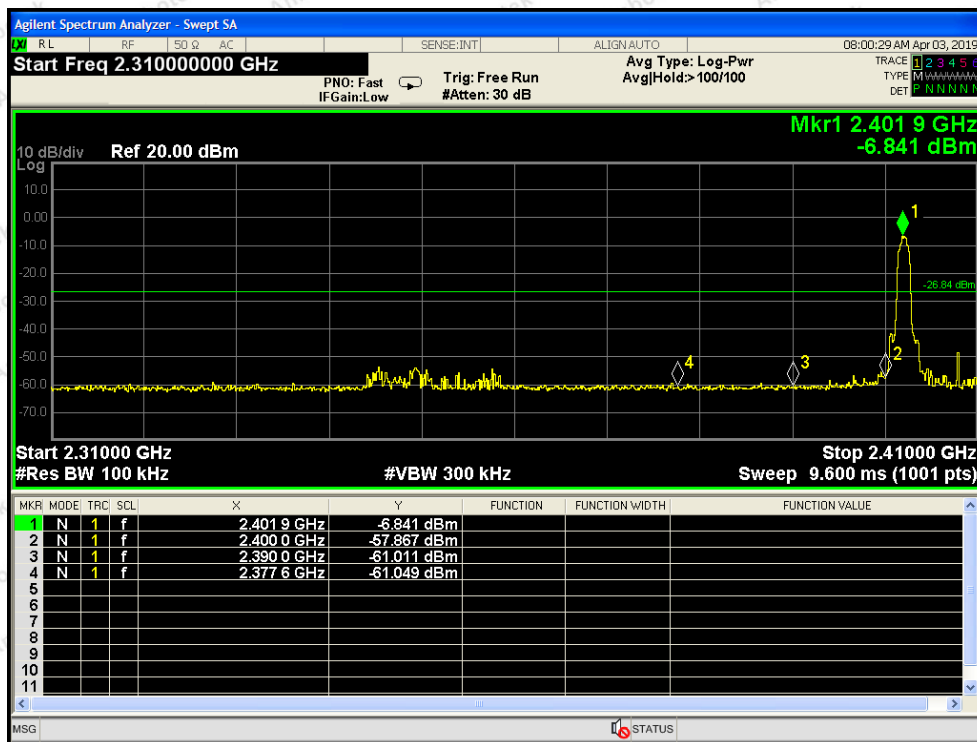 Agilent Spectrum Analyzer - Swept SA
LXI RL RF 50 Ω AC SENSE:INT ALIGN AUTO 08:00:29 AM Apr 03, 2019
Start Freq 2.310000000 GHz
PNO: Fast
IFGain:Low
Trig: Free Run
#Atten: 30 dB
Avg Type: Log-Pwr
Avg|Hold:>100/100
TRACE 1 2 3 4 5 6
TYPE M
DET P N N N N N
Mkr1 2.401 9 GHz
-6.841 dBm
10 dB/div Ref 20.00 dBm
Log
10.0
0.00
-10.0
-20.0
-30.0
-40.0
-50.0
-60.0
-70.0
1
-26.84 dBm
4
3
2
Start 2.31000 GHz Stop 2.41000 GHz
#Res BW 100 kHz #VBW 300 kHz Sweep 9.600 ms (1001 pts)
MKR MODE TRC SCL X Y FUNCTION FUNCTION WIDTH FUNCTION VALUE
1 N 1 f 2.401 9 GHz -6.841 dBm
2 N 1 f 2.400 0 GHz -57.867 dBm
3 N 1 f 2.390 0 GHz -61.011 dBm
4 N 1 f 2.377 6 GHz -61.049 dBm
5
6
7
8
9
10
11
MSG STATUS